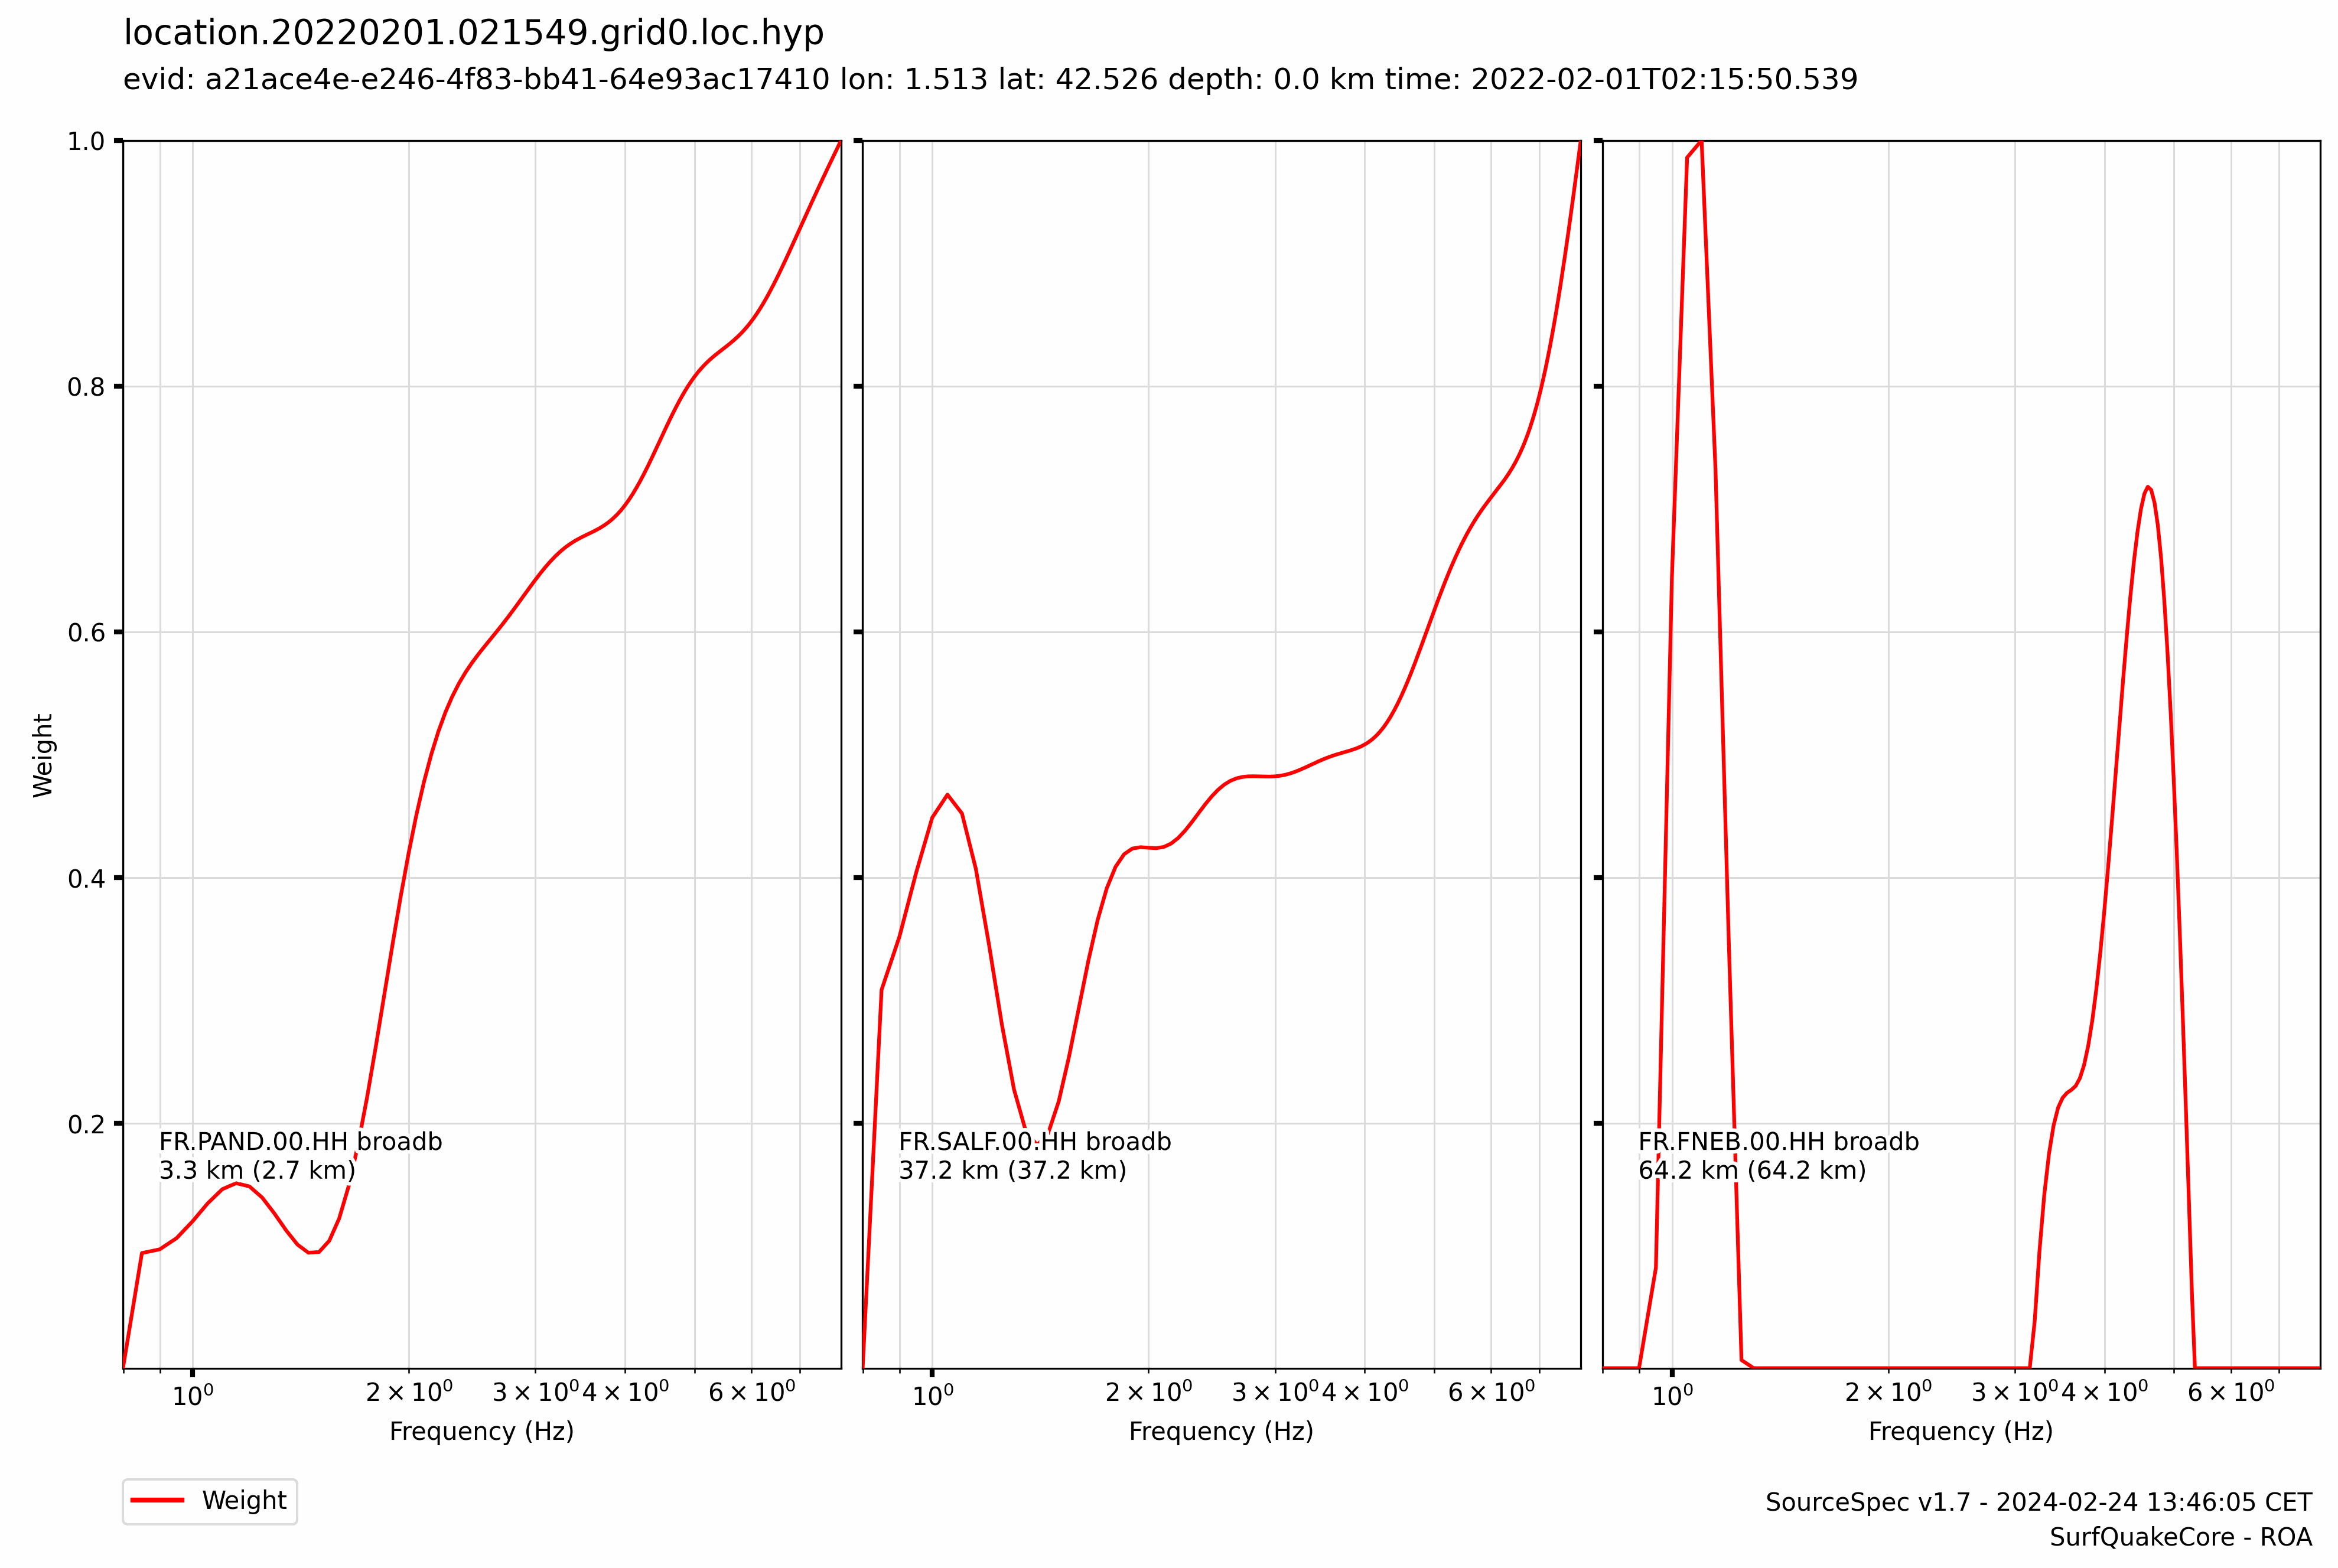 location.20220201.021549.grid0.loc.hyp
evid: a21ace4e-e246-4f83-bb41-64e93ac17410 lon: 1.513 lat: 42.526 depth: 0.0 km time: 2022-02-01T02:15:50.539
1.0
0.8
0.6
0.4
0.2
Weight
FR.PAND.00.HH broadb
3.3 km (2.7 km)
FR.SALF.00.HH broadb
37.2 km (37.2 km)
FR.FNEB.00.HH broadb
64.2 km (64.2 km)
10⁰ 2 × 10⁰ 3 × 10⁰ 4 × 10⁰ 6 × 10⁰
10⁰ 2 × 10⁰ 3 × 10⁰ 4 × 10⁰ 6 × 10⁰
10⁰ 2 × 10⁰ 3 × 10⁰ 4 × 10⁰ 6 × 10⁰
Frequency (Hz)
Frequency (Hz)
Frequency (Hz)
Weight
SourceSpec v1.7 - 2024-02-24 13:46:05 CET
SurfQuakeCore - ROA